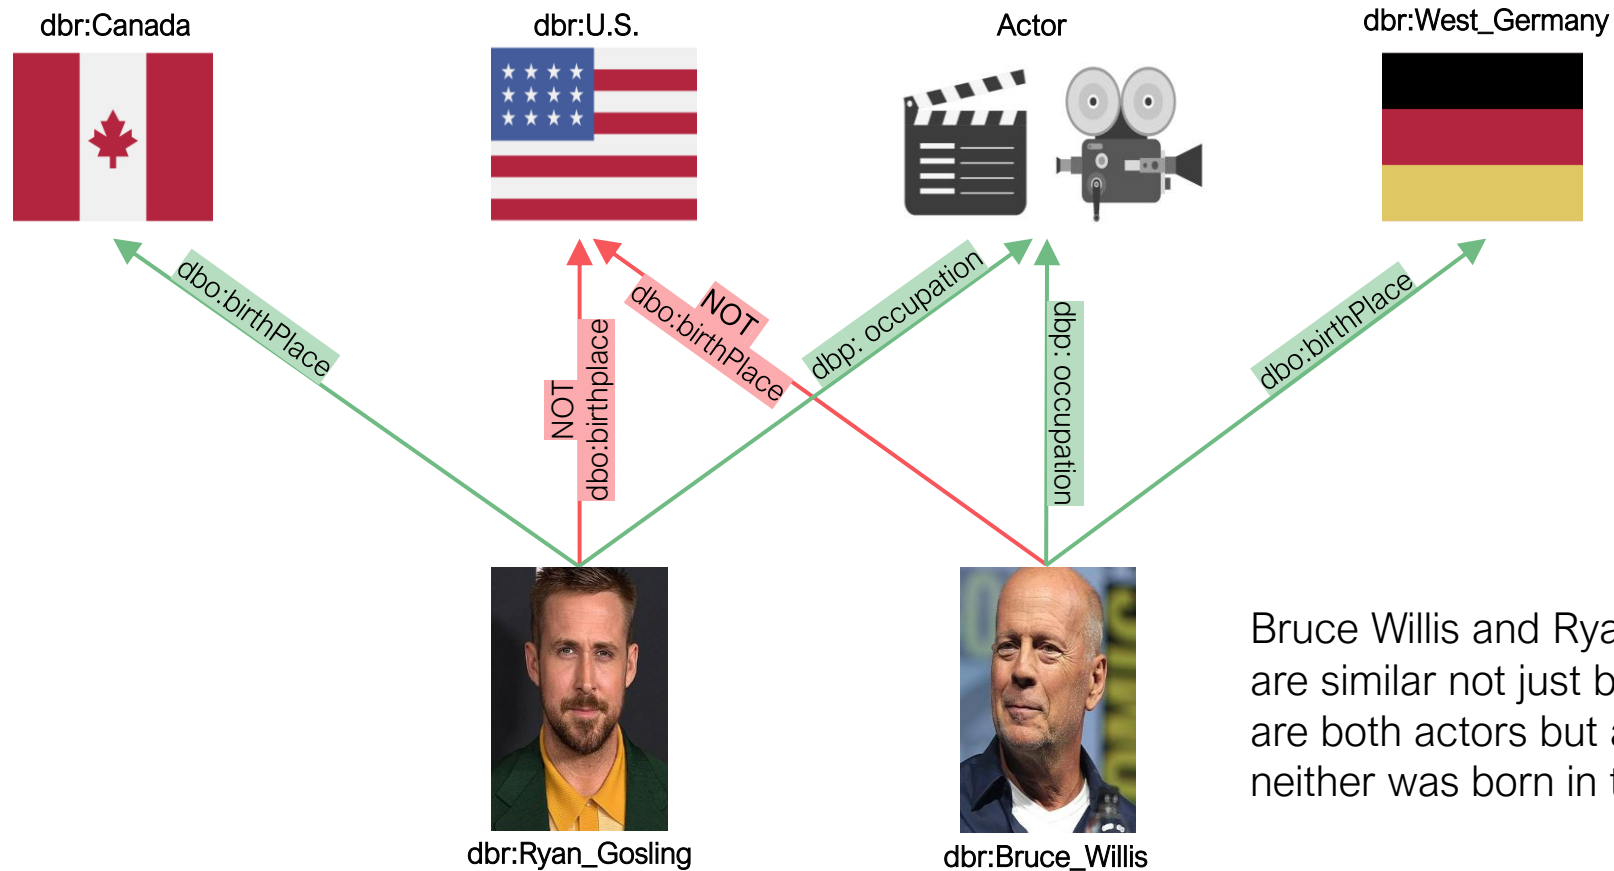 dbr:Canada
dbr:U.S.
Actor
dbr:West_Germany
dbo:birthPlace
NOT
dbo:birthplace
NOT
dbo:birthPlace
dbp: occupation
dbp: occupation
dbo:birthPlace
Bruce Willis and Rya
are similar not just b
are both actors but a
neither was born in t
dbr:Ryan_Gosling
dbr:Bruce_Willis